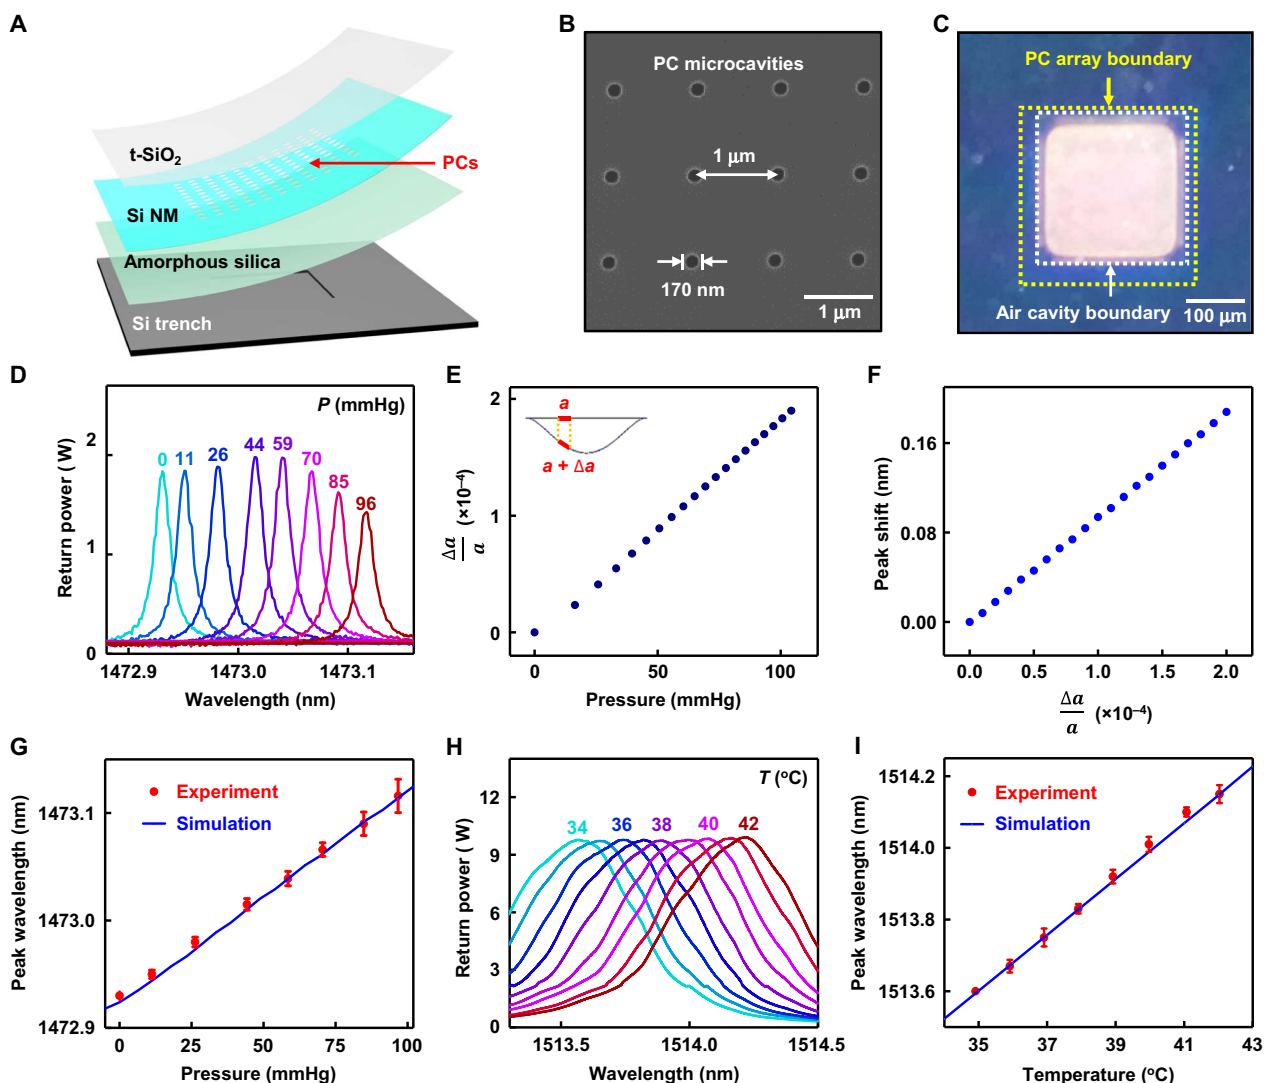 A
t-SiO2
PCs
Si NM
Amorphous silica
Si trench
B
PC microcavities
1 μm
170 nm
1 μm
C
PC array boundary
Air cavity boundary
100 μm
D
P (mmHg)
0 11 26 44 59 70 85 96
Return power ( W)
2
1
0
1472.9 1473.0 1473.1
Wavelength (nm)
E
a
a + Δa
Δa/a (×10–4)
2
1
0
0 50 100
Pressure (mmHg)
F
Peak shift (nm)
0.16
0.08
0.00
0.0 0.5 1.0 1.5 2.0
Δa/a (×10–4)
G
Experiment
Simulation
Peak wavelength (nm)
1473.1
1473.0
1472.9
0 25 50 75 100
Pressure (mmHg)
H
T (oC)
34 36 38 40 42
Return power ( W)
12
9
6
3
0
1513.5 1514.0 1514.5
Wavelength (nm)
I
Experiment
Simulation
Peak wavelength (nm)
1514.2
1514.0
1513.8
1513.6
35 37 39 41 43
Temperature (oC)